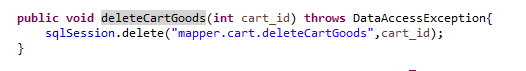 public void deleteCartGoods(int cart_id) throws DataAccessException{
sqlSession.delete("mapper.cart.deleteCartGoods",cart_id);
}